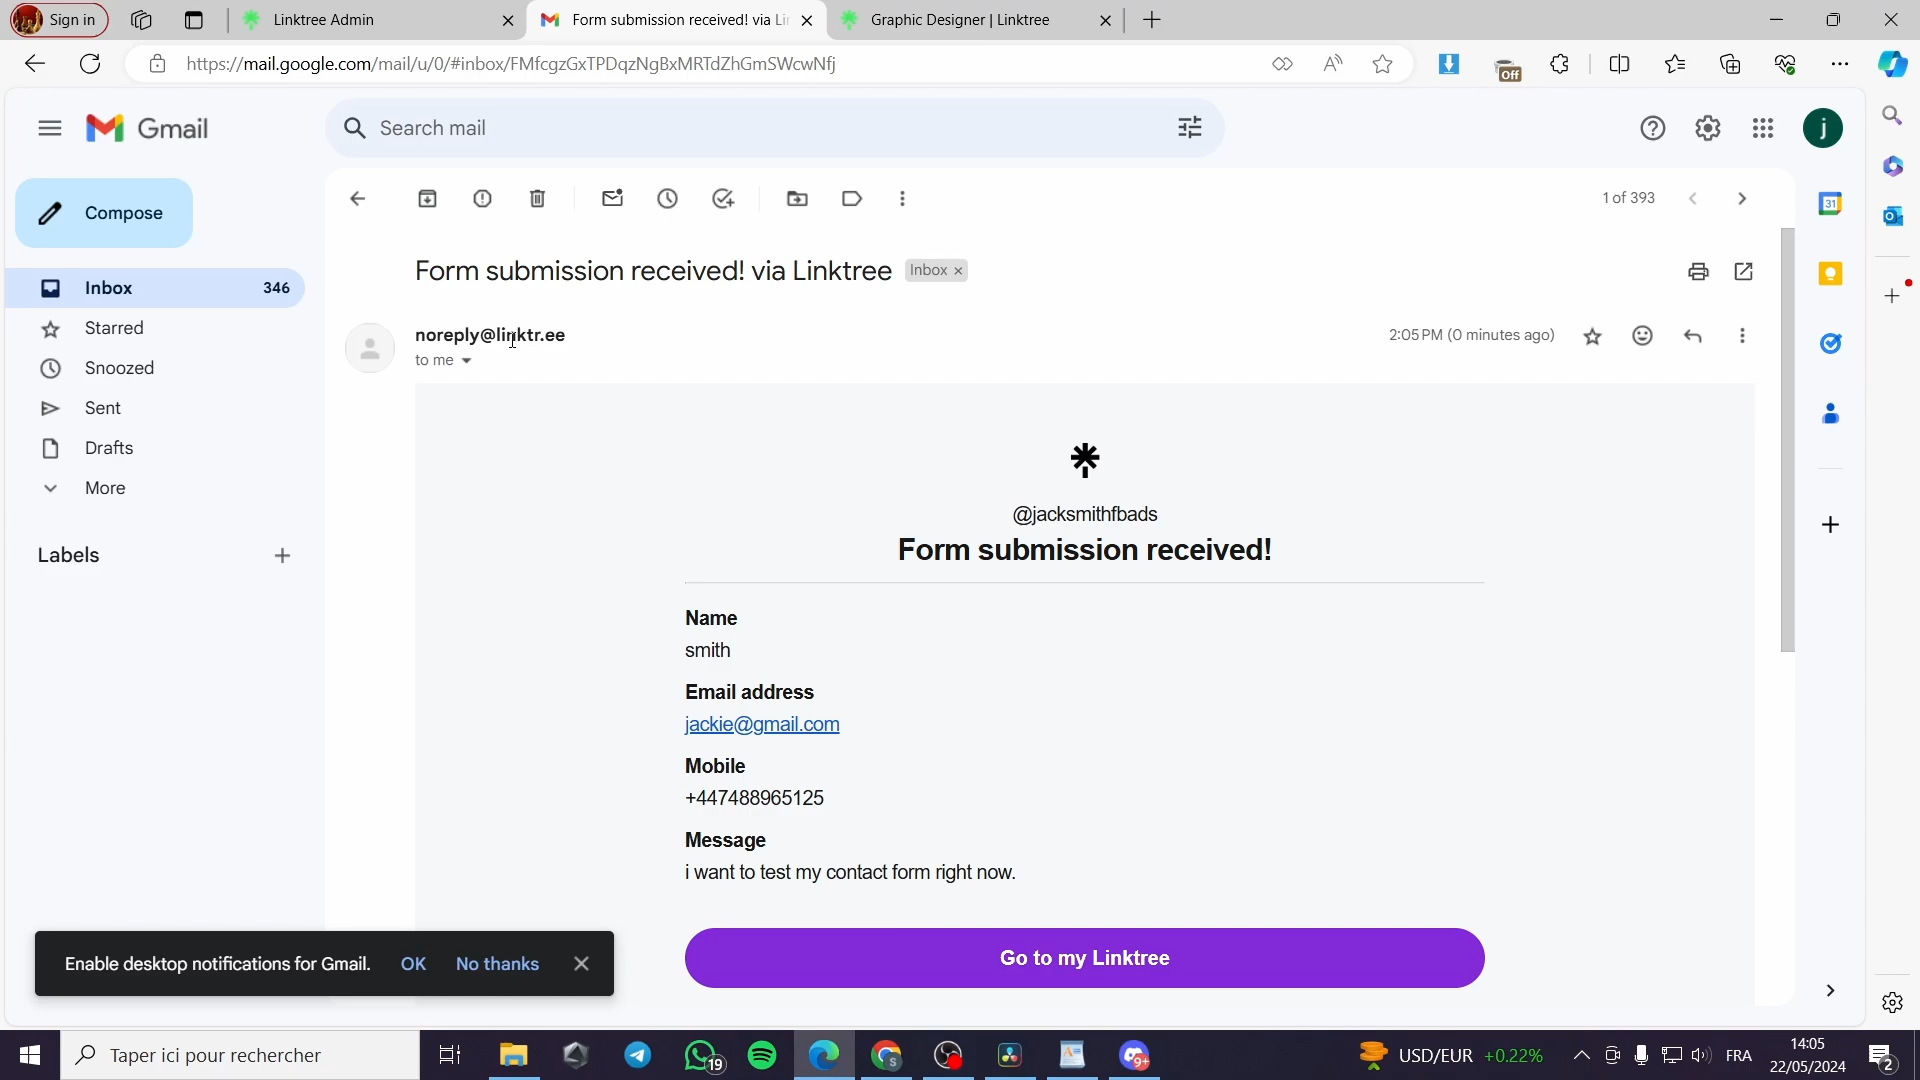 Sign in
Linktree Admin
Form submission received! via Li
Graphic Designer | Linktree
https://mail.google.com/mail/u/0/#inbox/FMfcgzGxTPDqzNgBxMRTdZhGmSWcwNfj
Off
Gmail
Search mail
j
Compose
1 of 393
31
Form submission received! via Linktree
Inbox ×
Inbox 346
Starred
Snoozed
Sent
Drafts
More
Labels
noreply@linktr.ee
to me
2:05 PM (0 minutes ago)
@jacksmithfbads
Form submission received!
Name
smith
Email address
jackie@gmail.com
Mobile
+447488965125
Message
i want to test my contact form right now.
Go to my Linktree
Enable desktop notifications for Gmail. OK No thanks
Taper ici pour rechercher
19
S
9+
USD/EUR +0.22%
FRA
14:05
22/05/2024
2